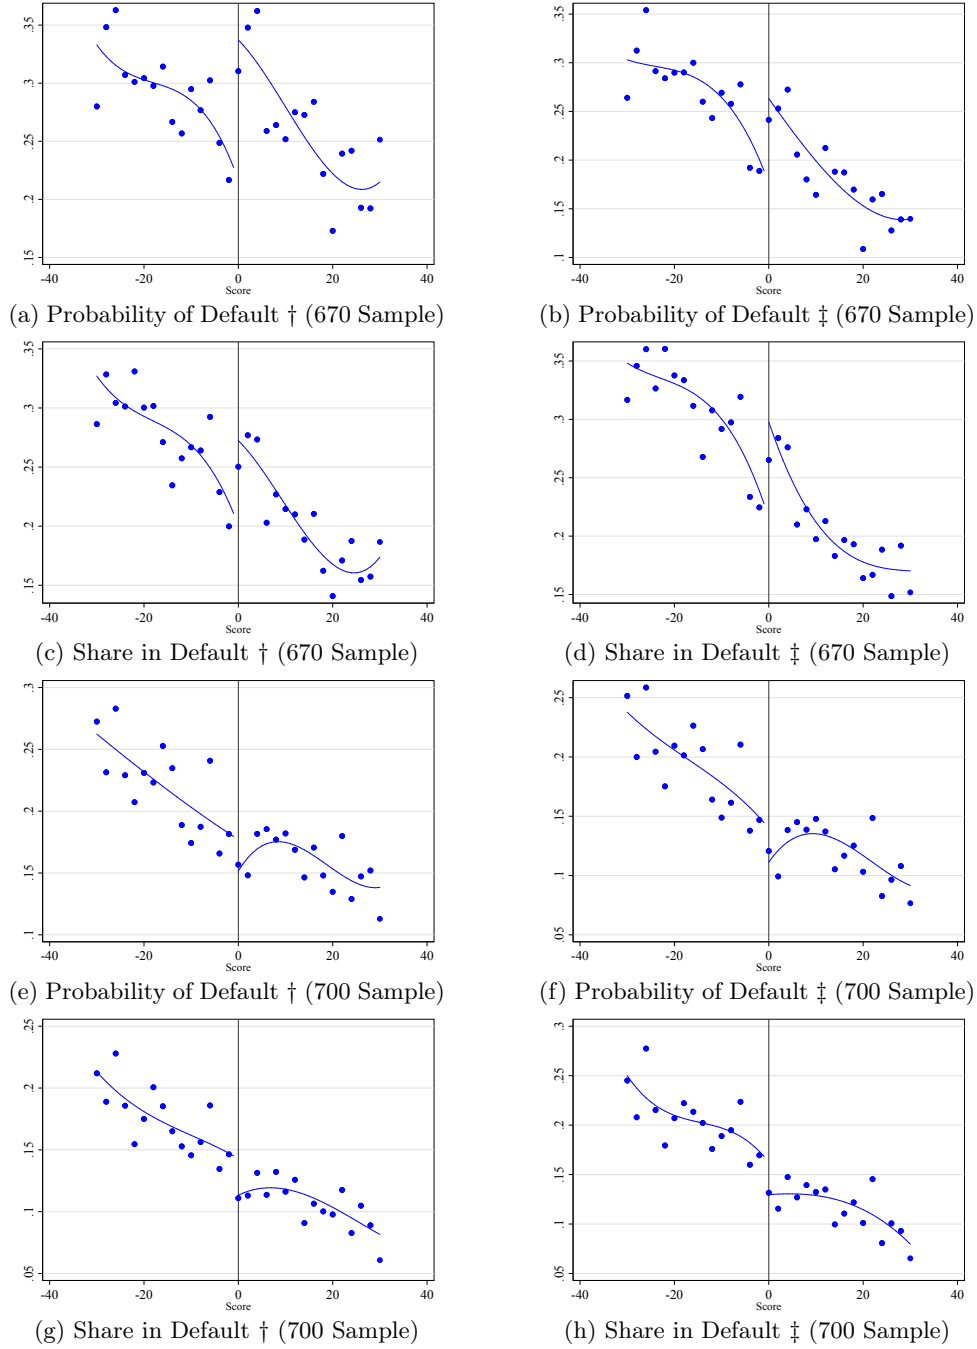 .35
.3
.25
.2
.15
-40 -20 0 20 40
Score
(a) Probability of Default † (670 Sample)
.35
.3
.25
.2
.15
.1
-40 -20 0 20 40
Score
(b) Probability of Default ‡ (670 Sample)
.35
.3
.25
.2
.15
-40 -20 0 20 40
Score
(c) Share in Default † (670 Sample)
.35
.3
.25
.2
.15
-40 -20 0 20 40
Score
(d) Share in Default ‡ (670 Sample)
.3
.25
.2
.15
.1
-40 -20 0 20 40
Score
(e) Probability of Default † (700 Sample)
.25
.2
.15
.1
.05
-40 -20 0 20 40
Score
(f) Probability of Default ‡ (700 Sample)
.25
.2
.15
.1
.05
-40 -20 0 20 40
Score
(g) Share in Default † (700 Sample)
.3
.25
.2
.15
.1
.05
-40 -20 0 20 40
Score
(h) Share in Default ‡ (700 Sample)